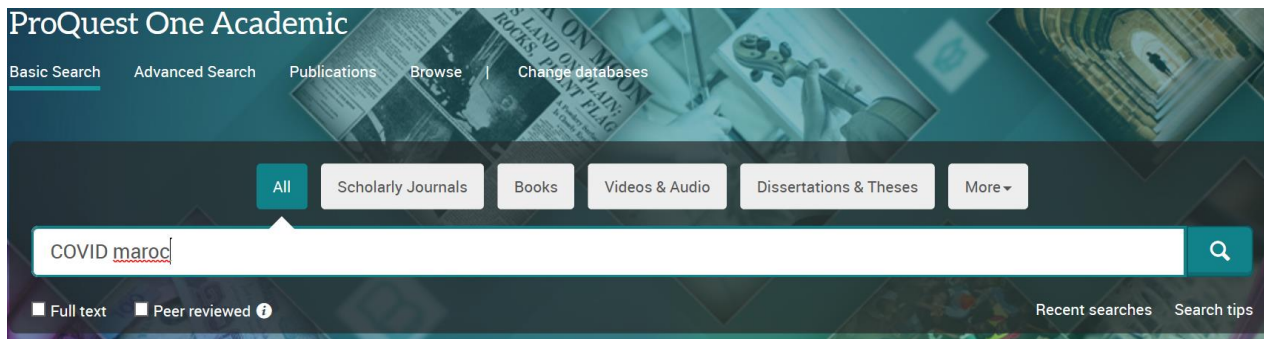 ProQuest One Academic
Basic Search Advanced Search Publications Browse | Change databases
All Scholarly Journals Books Videos & Audio Dissertations & Theses More
COVID maroc
Full text Peer reviewed i
Recent searches Search tips